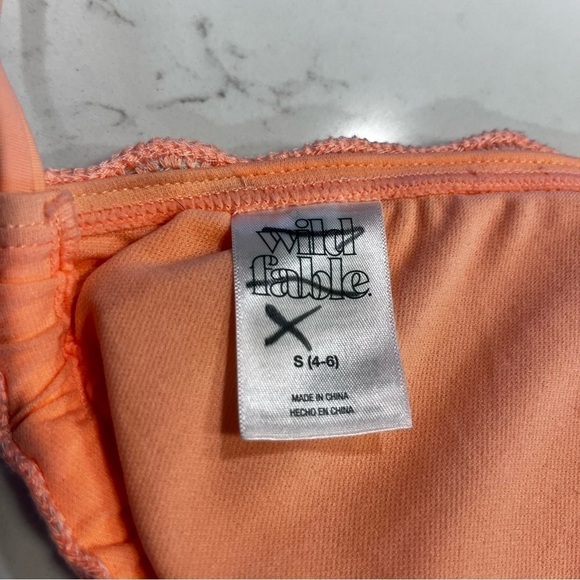 wild
fable.
X
S (4-6)
MADE IN CHINA
HECHO EN CHINA